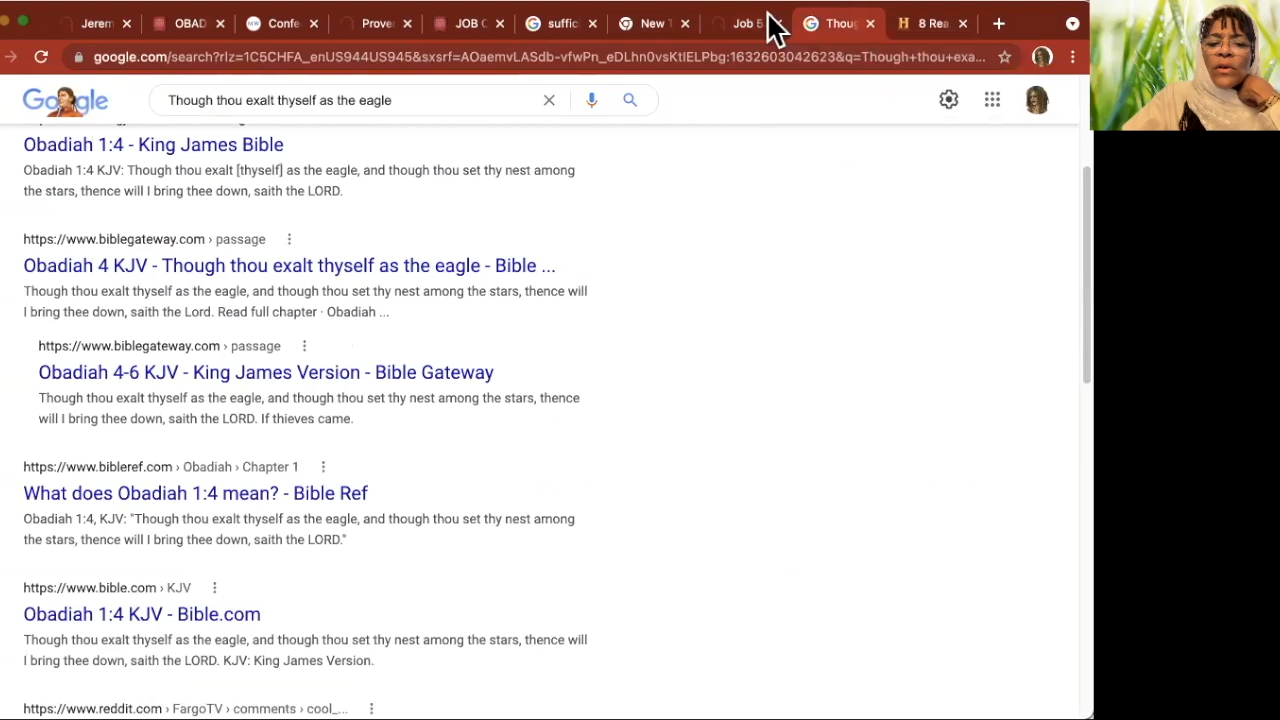 Jerem
OBAD
Confe
Prover
JOB C
suffic
New T
Job 5
Thoug
8 Rea
google.com/search?rlz=1C5CHFA_enUS944US945&sxsrf=AOaemvLASdb-vfwPn_eDLhn0vsKtlELPbg:1632603042623&q=Though+thou+exa...
Google
Though thou exalt thyself as the eagle
Obadiah 1:4 - King James Bible
Obadiah 1:4 KJV: Though thou exalt [thyself] as the eagle, and though thou set thy nest among
the stars, thence will I bring thee down, saith the LORD.
https://www.biblegateway.com › passage
Obadiah 4 KJV - Though thou exalt thyself as the eagle - Bible ...
Though thou exalt thyself as the eagle, and though thou set thy nest among the stars, thence will
I bring thee down, saith the Lord. Read full chapter · Obadiah ...
https://www.biblegateway.com › passage
Obadiah 4-6 KJV - King James Version - Bible Gateway
Though thou exalt thyself as the eagle, and though thou set thy nest among the stars, thence
will I bring thee down, saith the LORD. If thieves came.
https://www.bibleref.com › Obadiah › Chapter 1
What does Obadiah 1:4 mean? - Bible Ref
Obadiah 1:4, KJV: "Though thou exalt thyself as the eagle, and though thou set thy nest among
the stars, thence will I bring thee down, saith the LORD."
https://www.bible.com › KJV
Obadiah 1:4 KJV - Bible.com
Though thou exalt thyself as the eagle, and though thou set thy nest among the stars, thence will
I bring thee down, saith the LORD. KJV: King James Version.
https://www.reddit.com › FargoTV › comments › cool_...